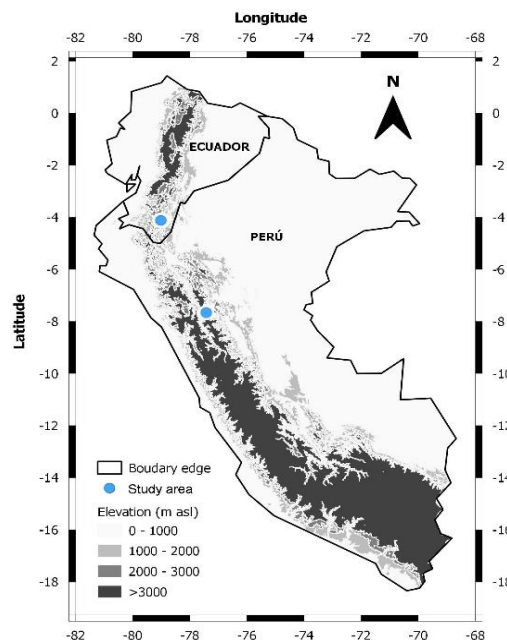 Longitude
-82 -80 -78 -76 -74 -72 -70 -68
2 2
N
0 0
ECUADOR
-2 -2
-4 -4
PERÚ
-6 -6
Latitude
-8 -8
-10 -10
-12 -12
Boudary edge
-14 -14
Study area
Elevation (m asl)
0 - 1000
-16 -16
1000 - 2000
2000 - 3000
-18 -18
>3000
-82 -80 -78 -76 -74 -72 -70 -68